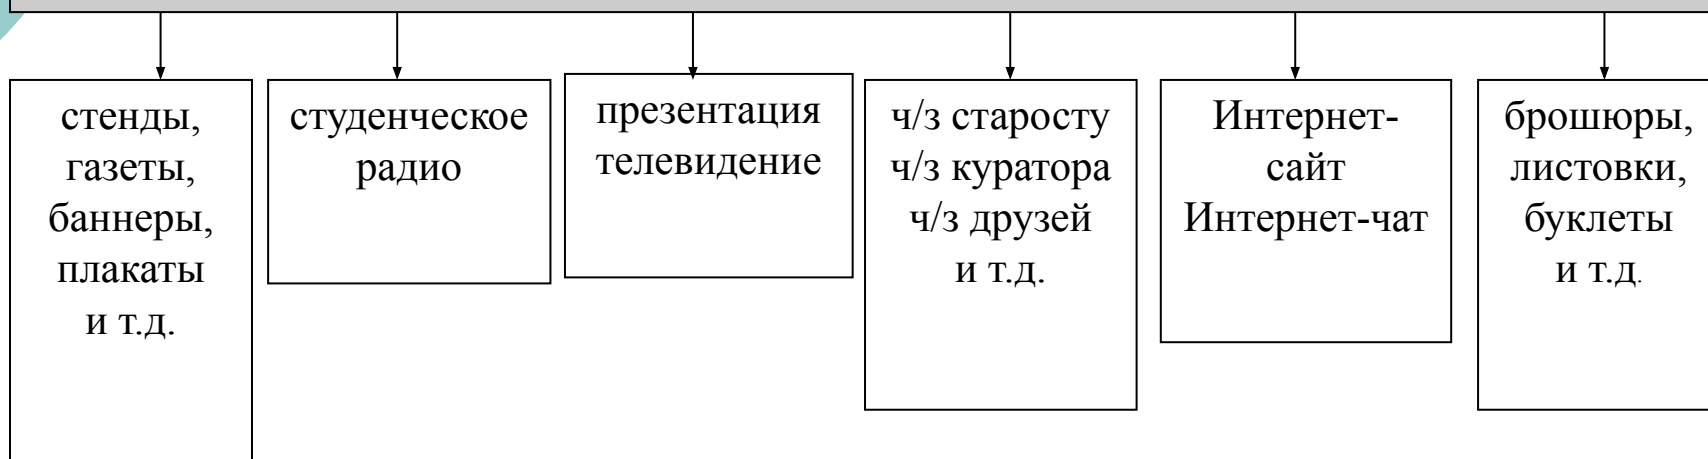 стенды,
газеты,
баннеры,
плакаты
и т.д.
студенческое
радио
презентация
телевидение
ч/з старосту
ч/з куратора
ч/з друзей
и т.д.
Интернет-
сайт
Интернет-чат
брошюры,
листовки,
буклеты
и т.д.